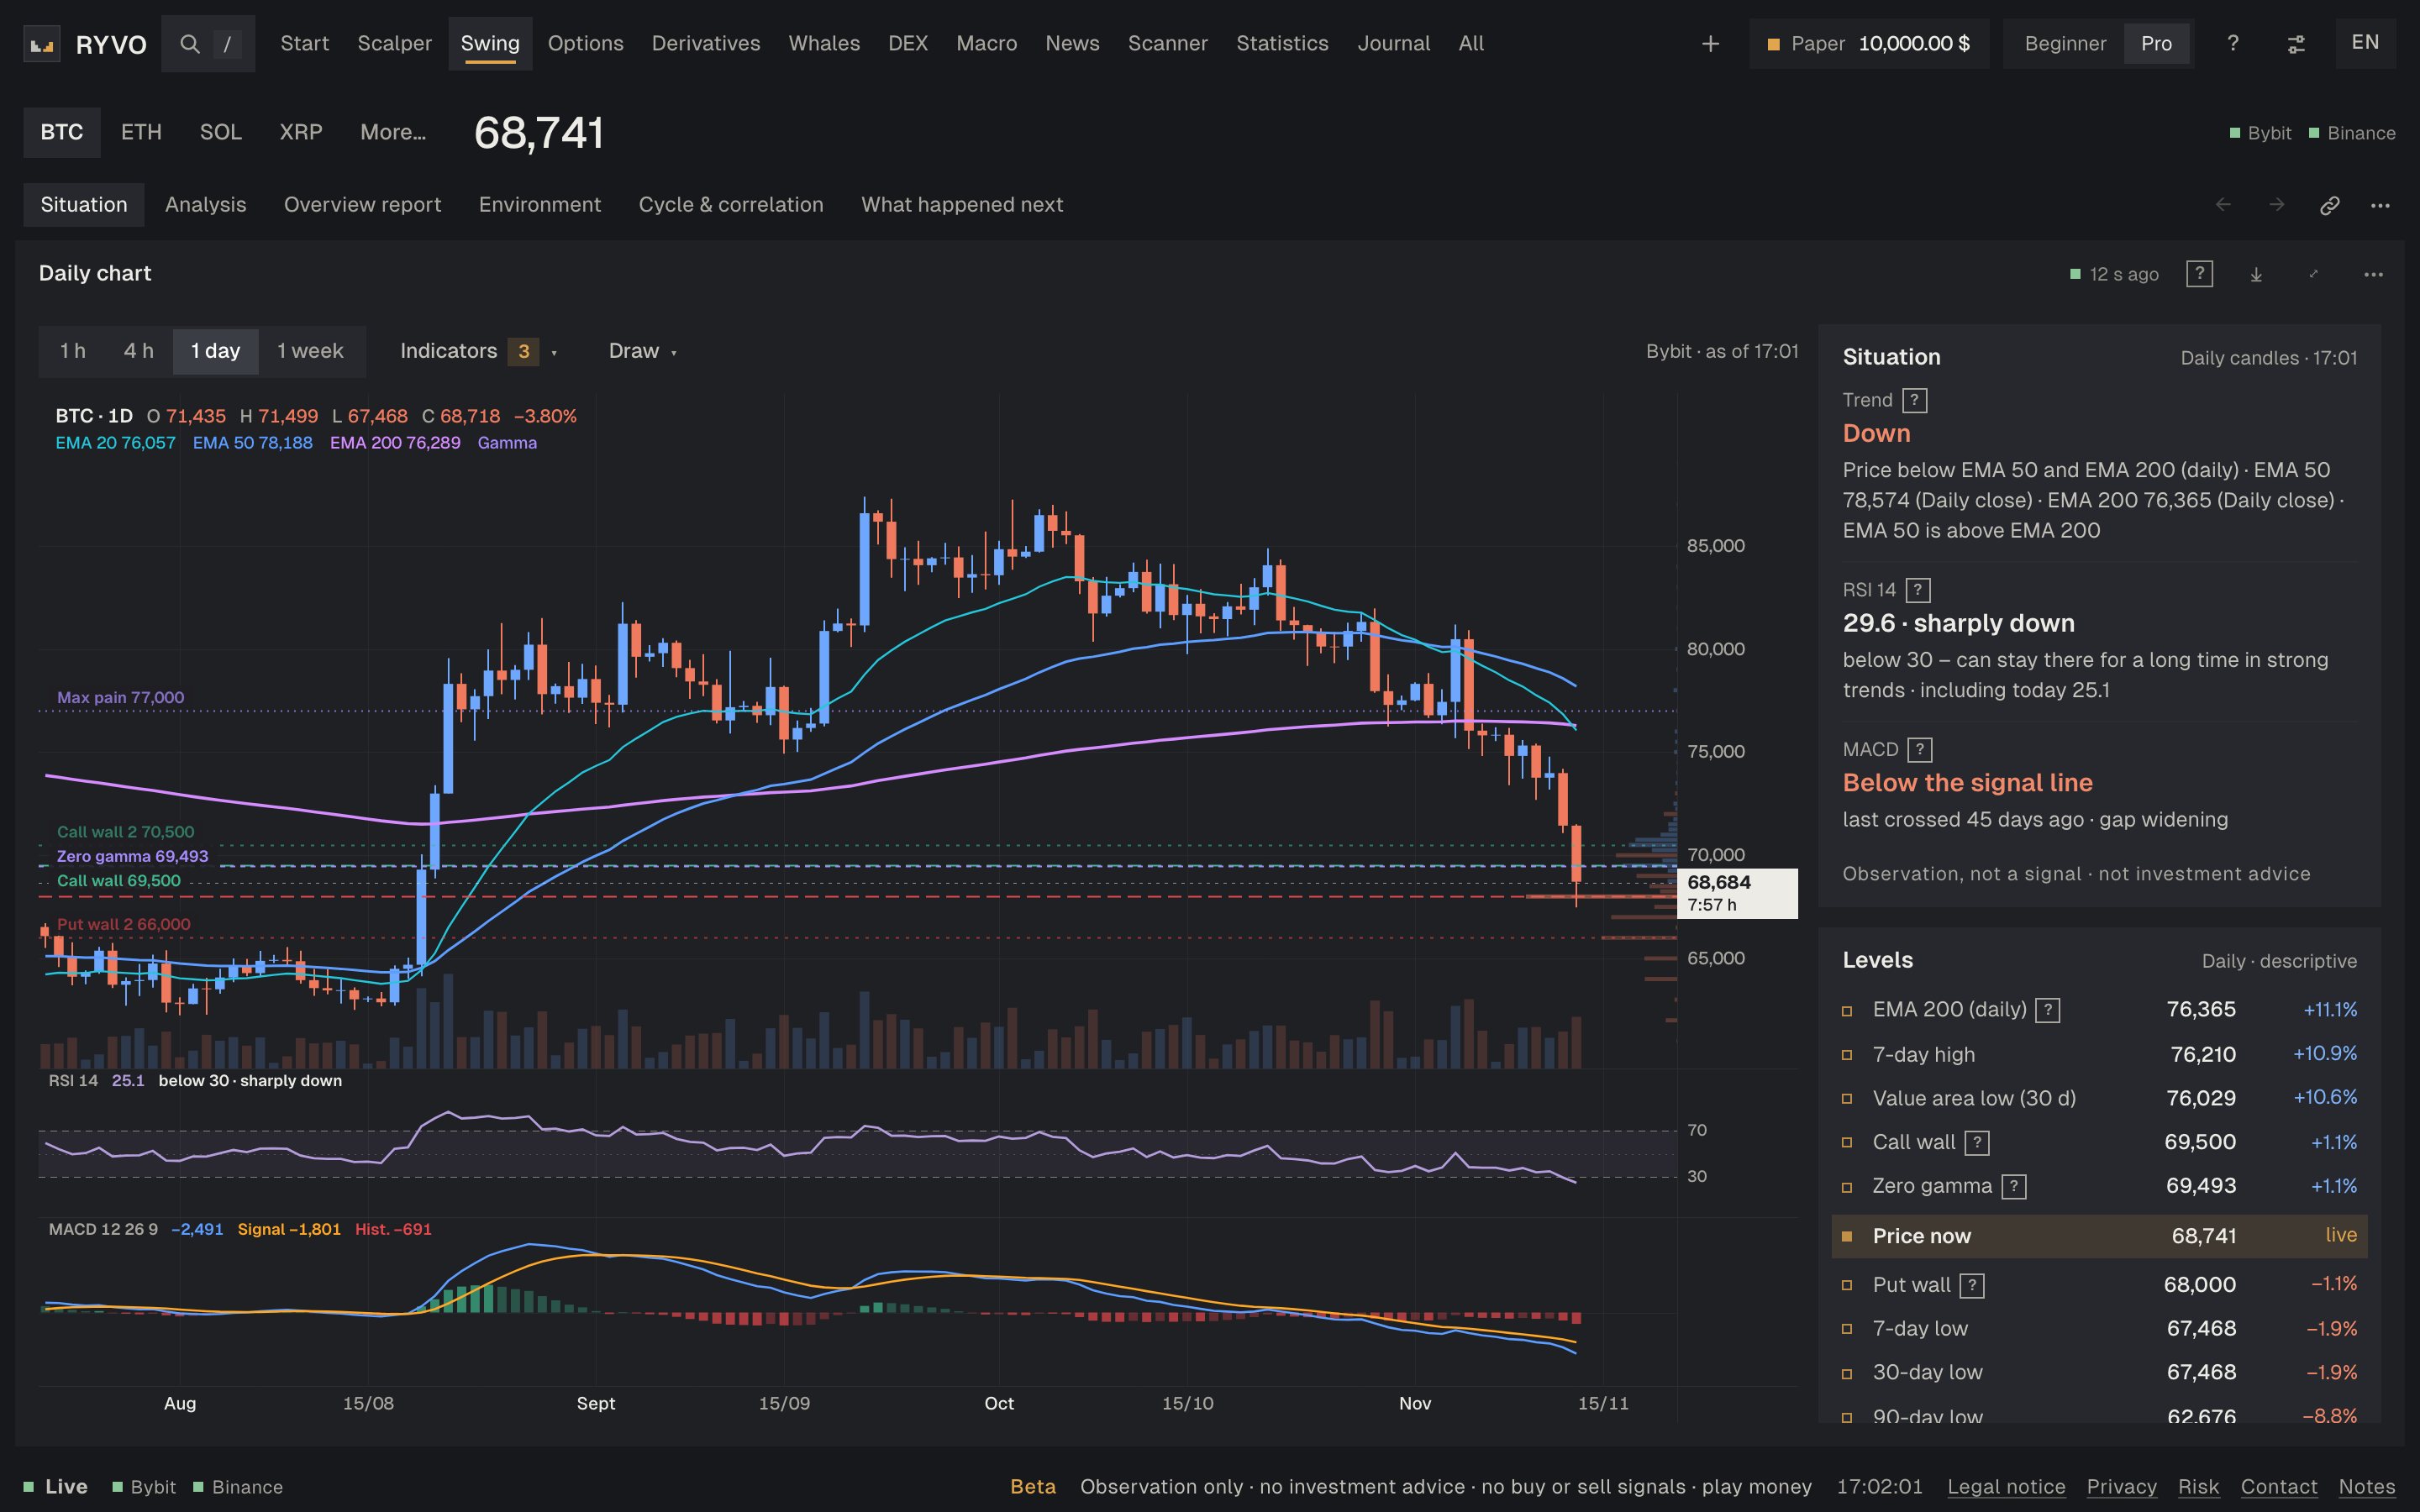 RYVO / Start Scalper Swing Options Derivatives Whales DEX Macro News Scanner Statistics Journal All + Paper 10,000.00 $ Beginner Pro ? EN
BTC ETH SOL XRP More... 68,741 Bybit Binance
Situation Analysis Overview report Environment Cycle & correlation What happened next
Daily chart 12 s ago ?
1 h 4 h 1 day 1 week Indicators 3 Draw Bybit · as of 17:01
BTC · 1D O 71,435 H 71,499 L 67,468 C 68,718 −3.80%
EMA 20 76,057 EMA 50 78,188 EMA 200 76,289 Gamma
85,000
80,000
Max pain 77,000
75,000
Call wall 2 70,500
Zero gamma 69,493
70,000
Call wall 69,500
68,684
7:57 h
Put wall 2 66,000
65,000
RSI 14 25.1 below 30 · sharply down
70
30
MACD 12 26 9 −2,491 Signal −1,801 Hist. −691
Aug 15/08 Sept 15/09 Oct 15/10 Nov 15/11
Situation Daily candles · 17:01
Trend ?
Down
Price below EMA 50 and EMA 200 (daily) · EMA 50
78,574 (Daily close) · EMA 200 76,365 (Daily close) ·
EMA 50 is above EMA 200
RSI 14 ?
29.6 · sharply down
below 30 – can stay there for a long time in strong
trends · including today 25.1
MACD ?
Below the signal line
last crossed 45 days ago · gap widening
Observation, not a signal · not investment advice
Levels Daily · descriptive
EMA 200 (daily) ? 76,365 +11.1%
7-day high 76,210 +10.9%
Value area low (30 d) 76,029 +10.6%
Call wall ? 69,500 +1.1%
Zero gamma ? 69,493 +1.1%
Price now 68,741 live
Put wall ? 68,000 −1.1%
7-day low 67,468 −1.9%
30-day low 67,468 −1.9%
90-day low 62,676 −8.8%
Live Bybit Binance Beta Observation only · no investment advice · no buy or sell signals · play money 17:02:01 Legal notice Privacy Risk Contact Notes